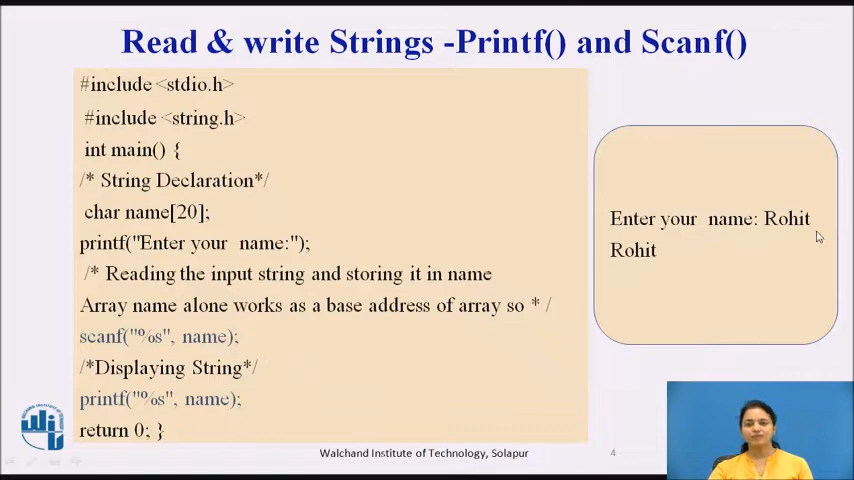 Read & write Strings -Printf() and Scanf()
#include <stdio.h>
#include <string.h>
int main() {
/* String Declaration*/
char name[20];
printf("Enter your name:");
/* Reading the input string and storing it in name
Array name alone works as a base address of array so * /
scanf("%s", name);
/*Displaying String*/
printf("%s", name);
return 0; }
Enter your name: Rohit
Rohit
Walchand Institute of Technology, Solapur
4